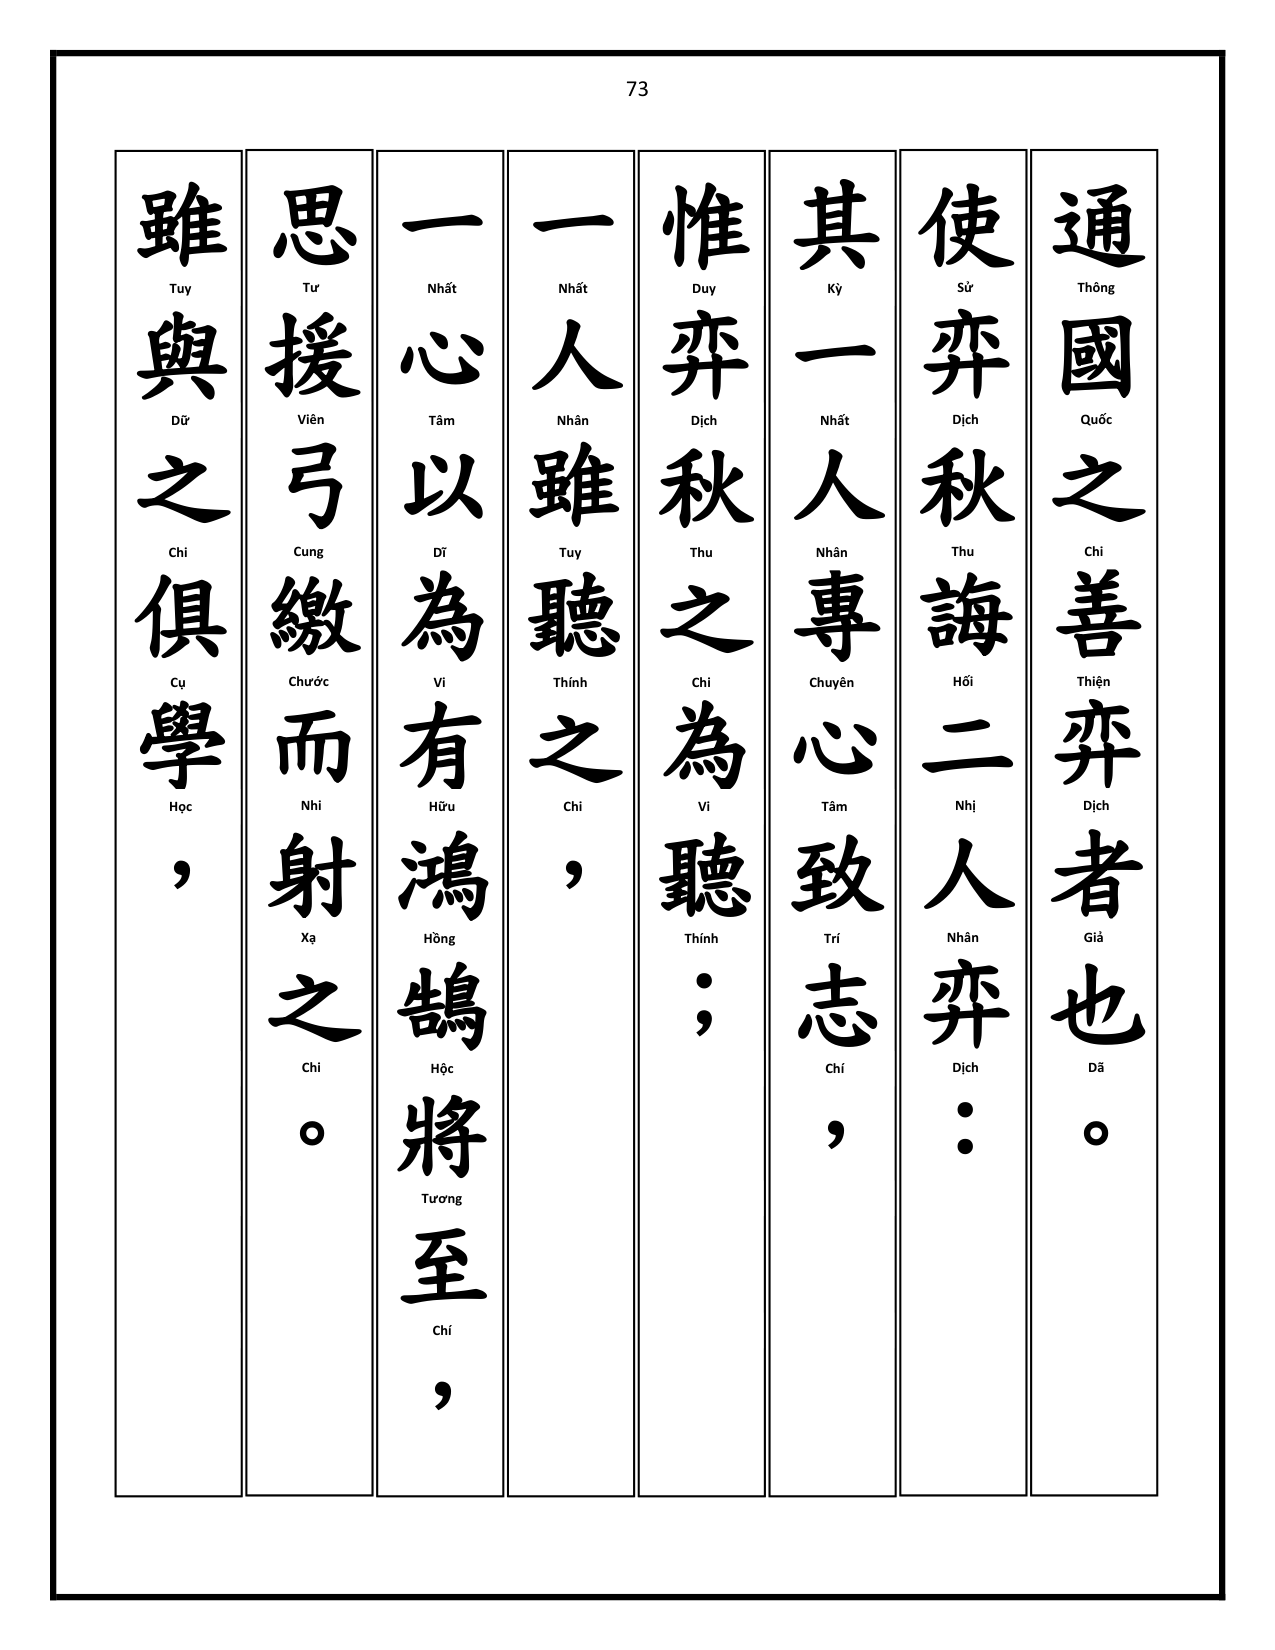 73
通國之善弈者也。
Thông Quốc Chi Thiện Dịch Giả Dã
使弈秋誨二人弈：
Sử Dịch Thu Hối Nhị Nhân Dịch
其一人專心致志，
Kỳ Nhất Nhân Chuyên Tâm Trí Chí
惟弈秋之為聽；
Duy Dịch Thu Chi Vi Thính
一人雖聽之，
Nhất Nhân Tuy Thính Chi
一心以為有鴻鵠將至，
Nhất Tâm Dĩ Vi Hữu Hồng Hộc Tương Chí
思援弓繳而射之。
Tư Viên Cung Chước Nhi Xạ Chi
雖與之俱學，
Tuy Dữ Chi Cụ Học